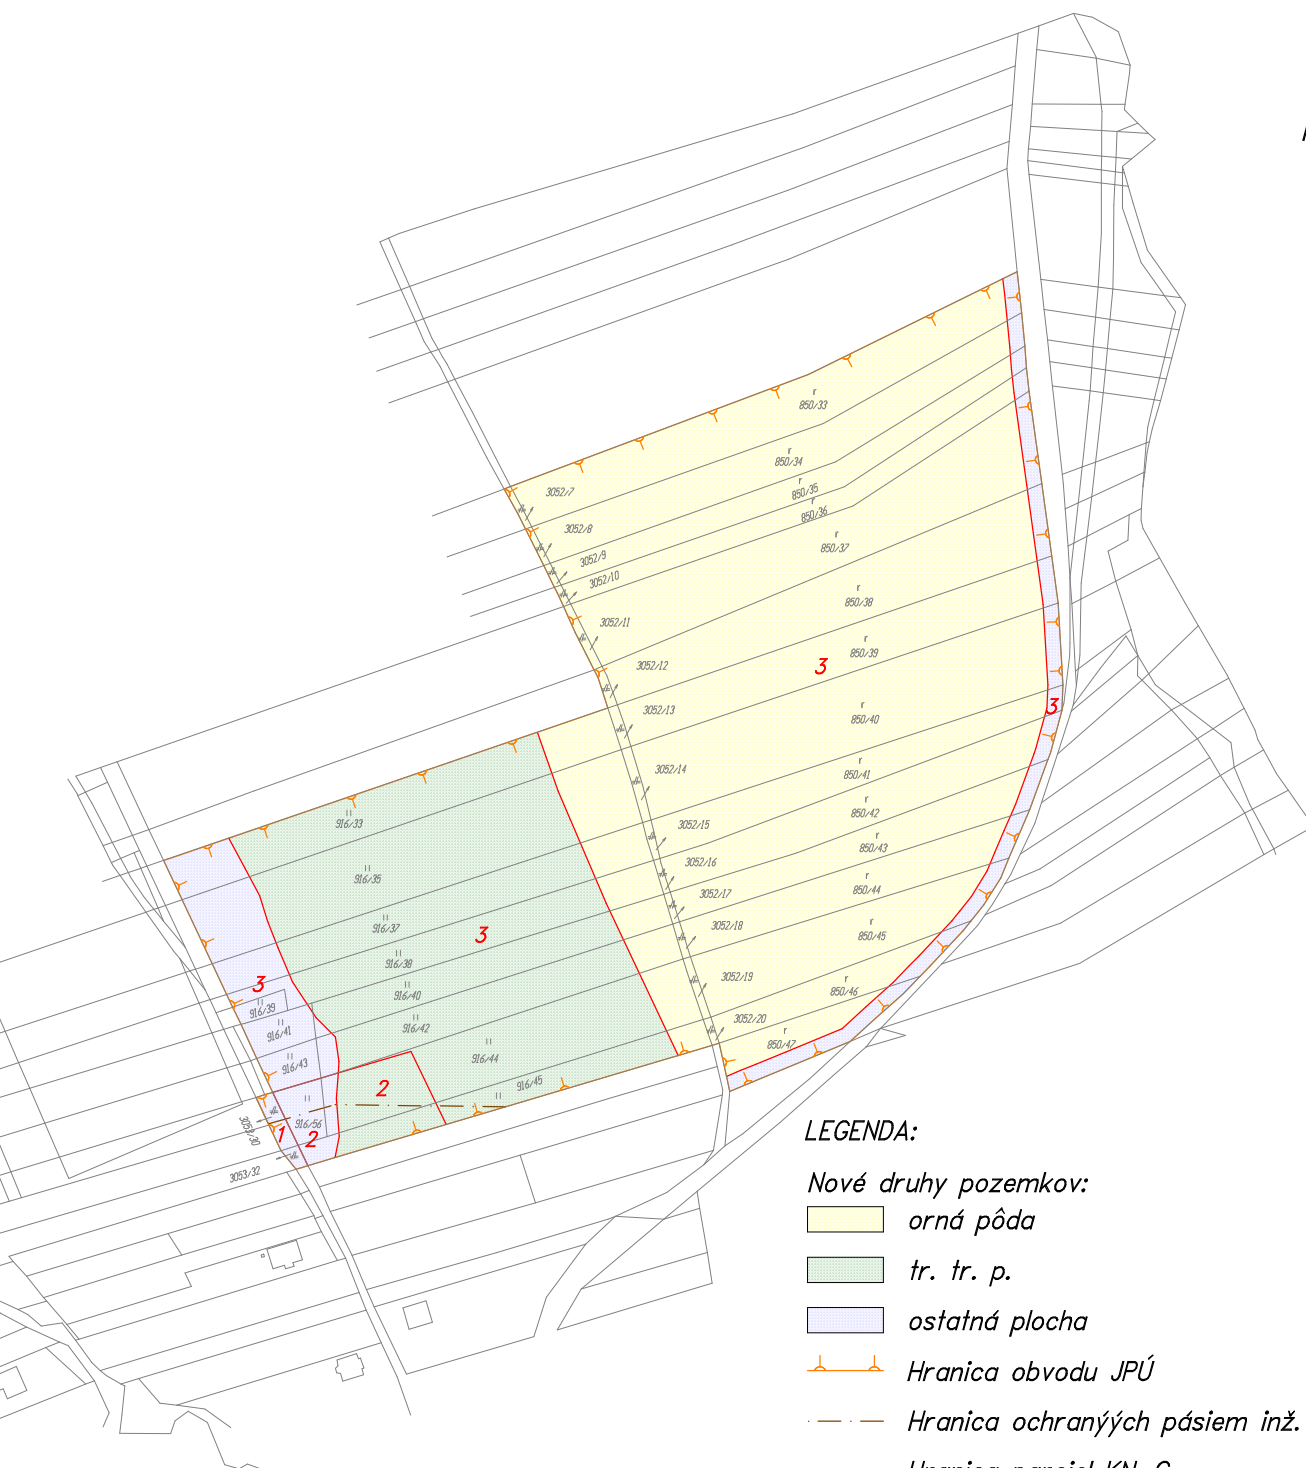 r
850/33
r
850/34
r
850/35
r
850/36
r
850/37
r
850/38
r
850/39
r
850/40
r
850/41
r
850/42
r
850/43
r
850/44
r
850/45
r
850/46
r
850/47
3052/7
3052/8
3052/9
3052/10
3052/11
3052/12
3052/13
3052/14
3052/15
3052/16
3052/17
3052/18
3052/19
3052/20
3
3
916/33
916/35
916/37
916/38
916/40
916/42
916/44
916/45
3
3
916/39
916/41
916/43
916/56
2
1
2
3053/30
3053/32
LEGENDA:
Nové druhy pozemkov:
orná pôda
tr. tr. p.
ostatná plocha
Hranica obvodu JPÚ
Hranica ochranýých pásiem inž.